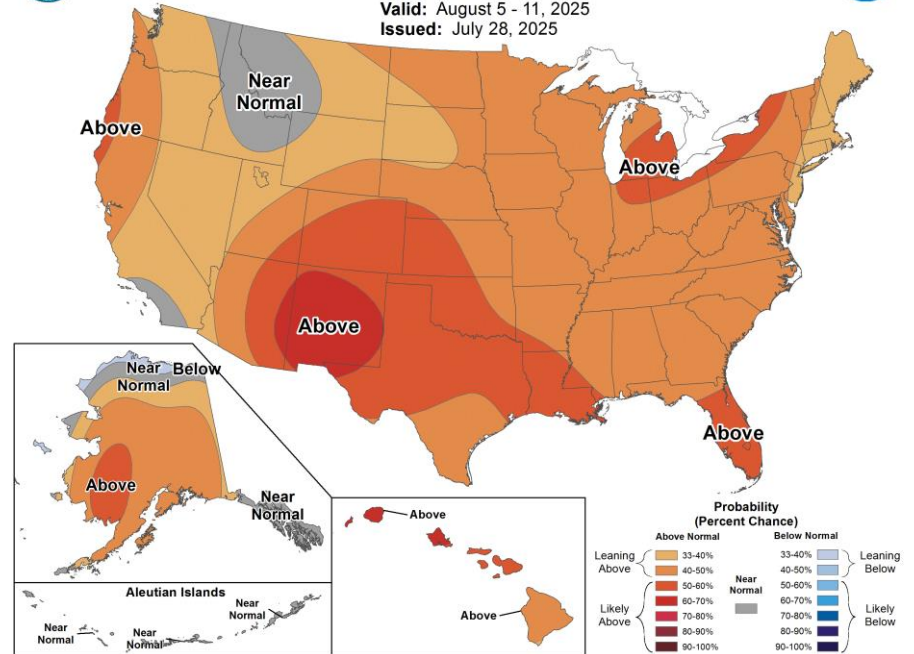 Valid: August 5 - 11, 2025
Issued: July 28, 2025
Near
Normal
Above
Above
Above
Above
Near
Normal
Below
Above
Near
Normal
Aleutian Islands
Near
Normal
Near
Normal
Near
Normal
Above
Above
Probability
(Percent Chance)
Above Normal
Below Normal
Leaning
Above
33-40%
40-50%
50-60%
60-70%
70-80%
80-90%
90-100%
Likely
Above
Near
Normal
33-40%
40-50%
50-60%
60-70%
70-80%
80-90%
90-100%
Leaning
Below
Likely
Below